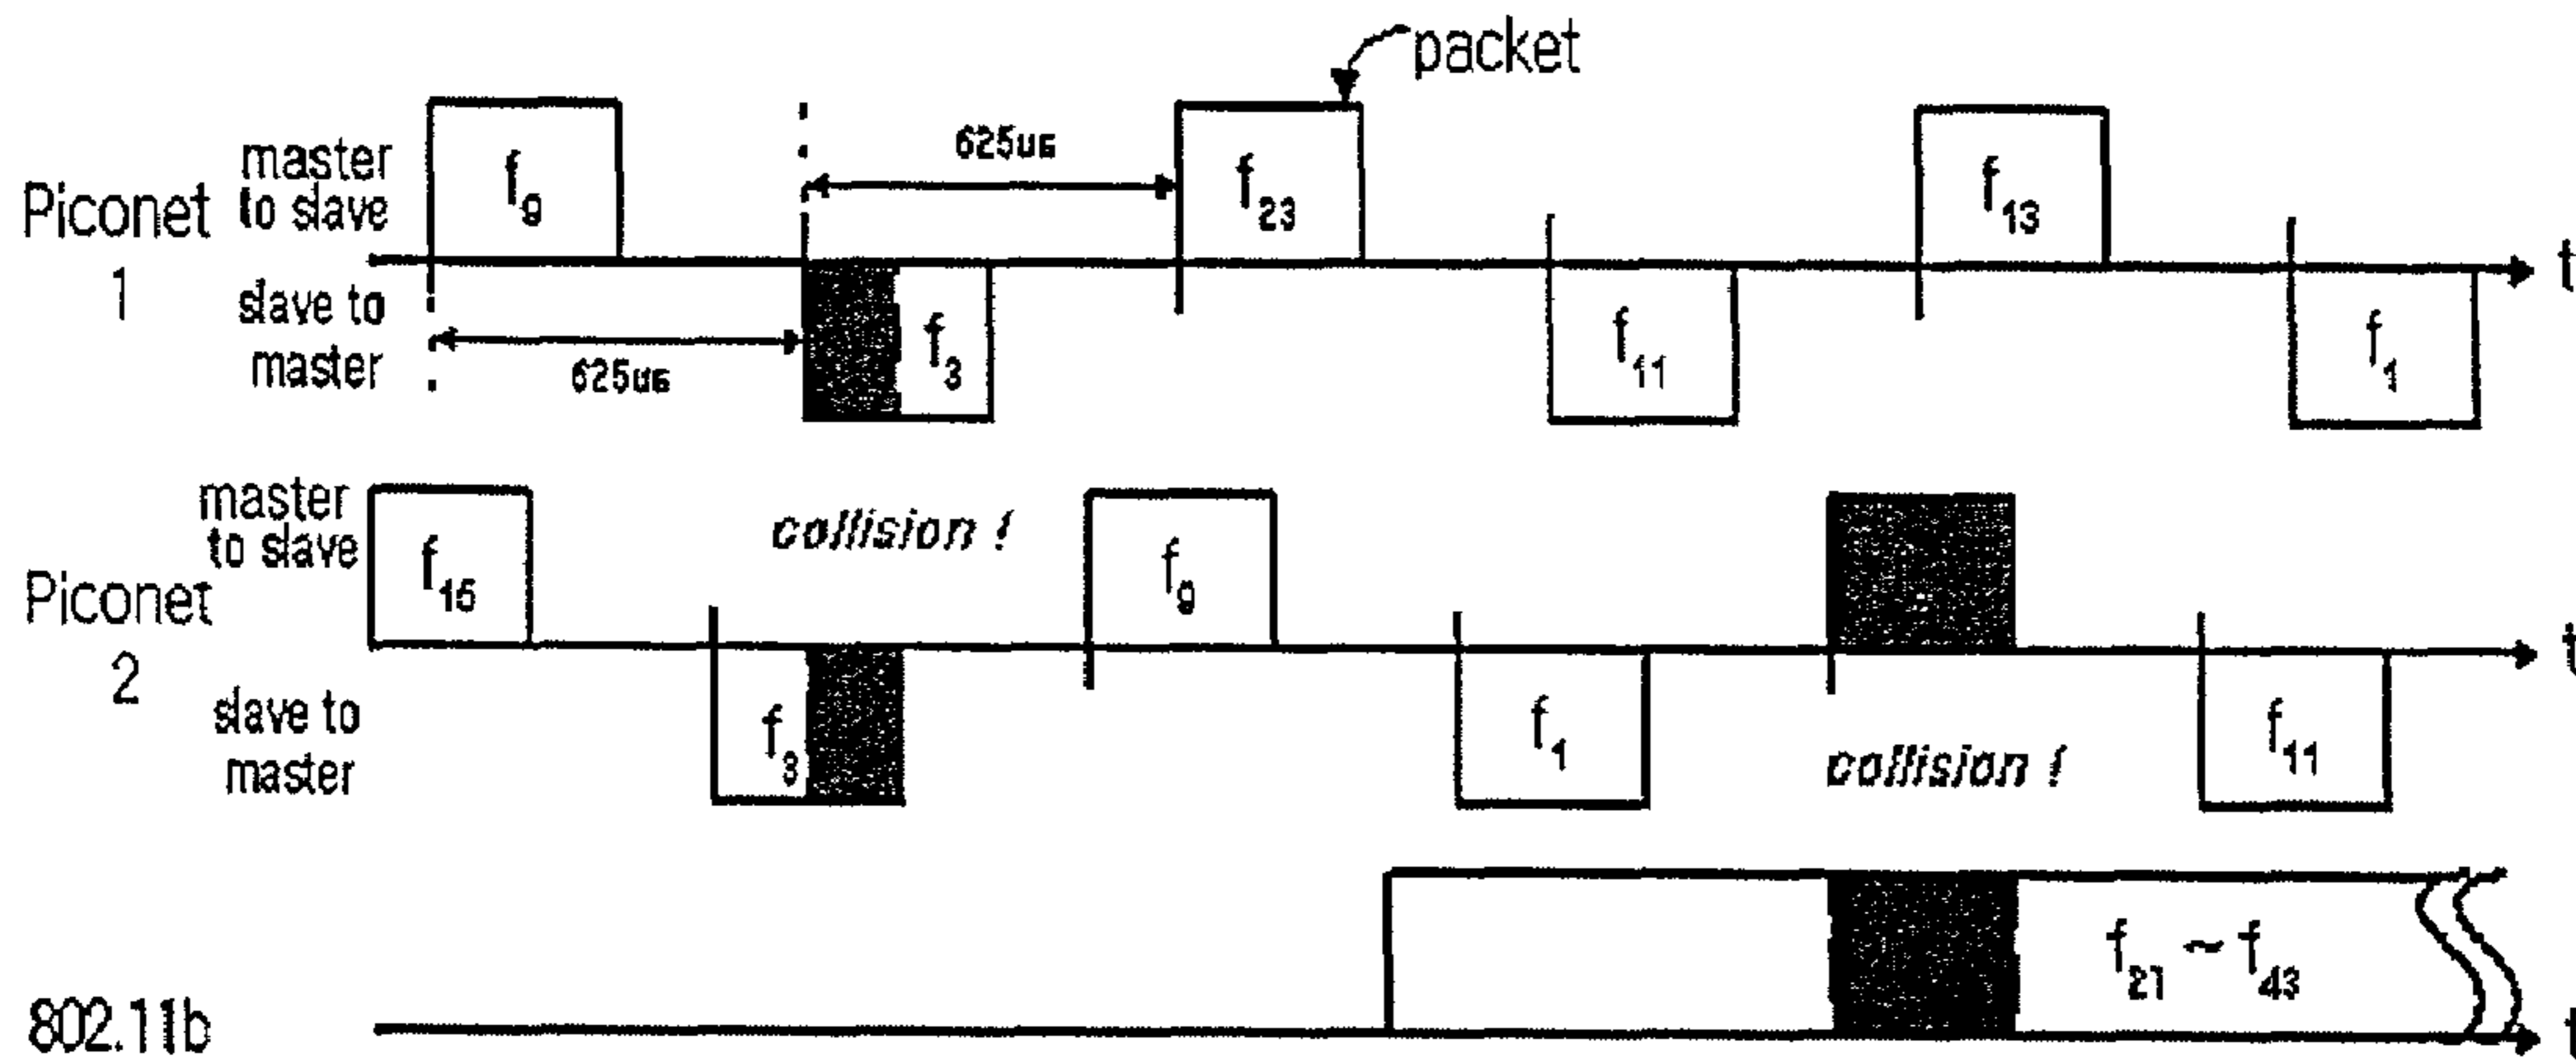 packet
Piconet 1
master to slave
slave to master
f9
625us
625us
f3
f23
f11
f13
f1
t
Piconet 2
master to slave
slave to master
f15
collision !
f3
f9
f1
collision !
f11
t
802.11b
f21 ~ f43
t